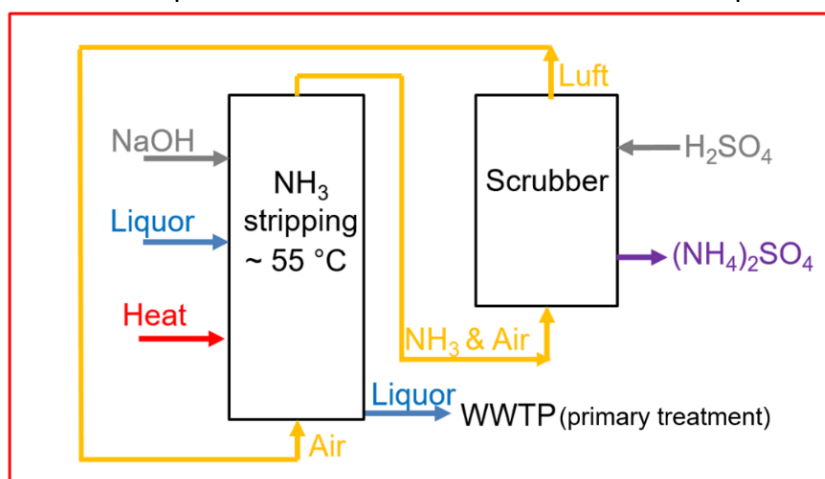 Luft
NaOH
H₂SO₄
NH₃
stripping
~ 55 °C
Scrubber
Liquor
(NH₄)₂SO₄
Heat
NH₃ & Air
Liquor
WWTP (primary treatment)
Air